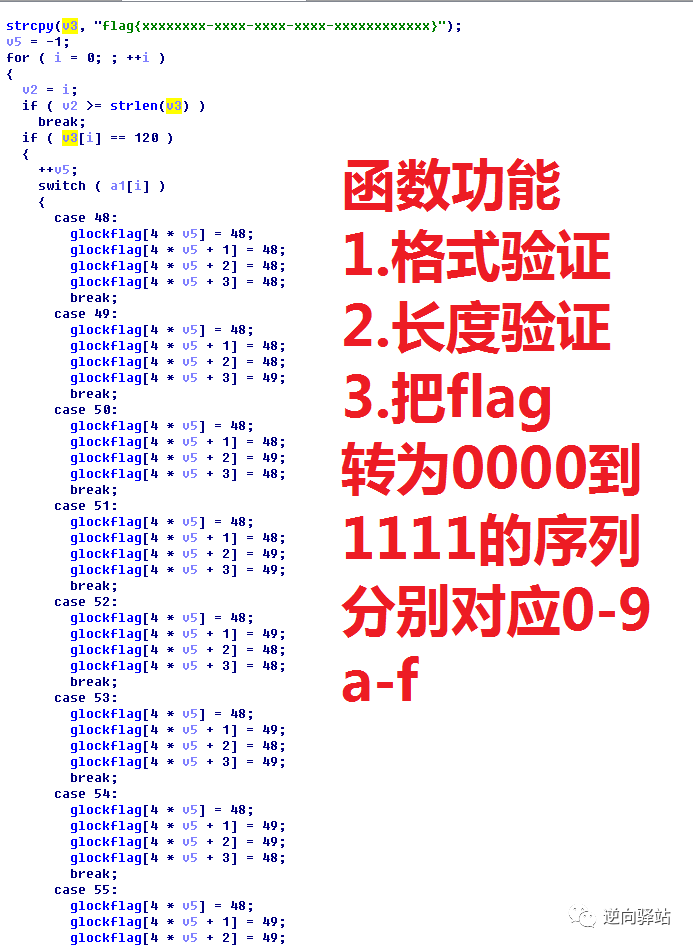 strcpy(v3, "flag{xxxxxxxx-xxxx-xxxx-xxxx-xxxxxxxxxxxx}");
v5 = -1;
for ( i = 0; ; ++i )
{
v2 = i;
if ( v2 >= strlen(v3) )
break;
if ( v3[i] == 120 )
{
++v5;
switch ( a1[i] )
{
case 48:
glockflag[4 * v5] = 48;
glockflag[4 * v5 + 1] = 48;
glockflag[4 * v5 + 2] = 48;
glockflag[4 * v5 + 3] = 48;
break;
case 49:
glockflag[4 * v5] = 48;
glockflag[4 * v5 + 1] = 48;
glockflag[4 * v5 + 2] = 48;
glockflag[4 * v5 + 3] = 49;
break;
case 50:
glockflag[4 * v5] = 48;
glockflag[4 * v5 + 1] = 48;
glockflag[4 * v5 + 2] = 49;
glockflag[4 * v5 + 3] = 48;
break;
case 51:
glockflag[4 * v5] = 48;
glockflag[4 * v5 + 1] = 48;
glockflag[4 * v5 + 2] = 49;
glockflag[4 * v5 + 3] = 49;
break;
case 52:
glockflag[4 * v5] = 48;
glockflag[4 * v5 + 1] = 49;
glockflag[4 * v5 + 2] = 48;
glockflag[4 * v5 + 3] = 48;
break;
case 53:
glockflag[4 * v5] = 48;
glockflag[4 * v5 + 1] = 49;
glockflag[4 * v5 + 2] = 48;
glockflag[4 * v5 + 3] = 49;
break;
case 54:
glockflag[4 * v5] = 48;
glockflag[4 * v5 + 1] = 49;
glockflag[4 * v5 + 2] = 49;
glockflag[4 * v5 + 3] = 48;
break;
case 55:
glockflag[4 * v5] = 48;
glockflag[4 * v5 + 1] = 49;
glockflag[4 * v5 + 2] = 49;
函数功能
1.格式验证
2.长度验证
3.把flag
转为0000到
1111的序列
分别对应0-9
a-f
逆向驿站